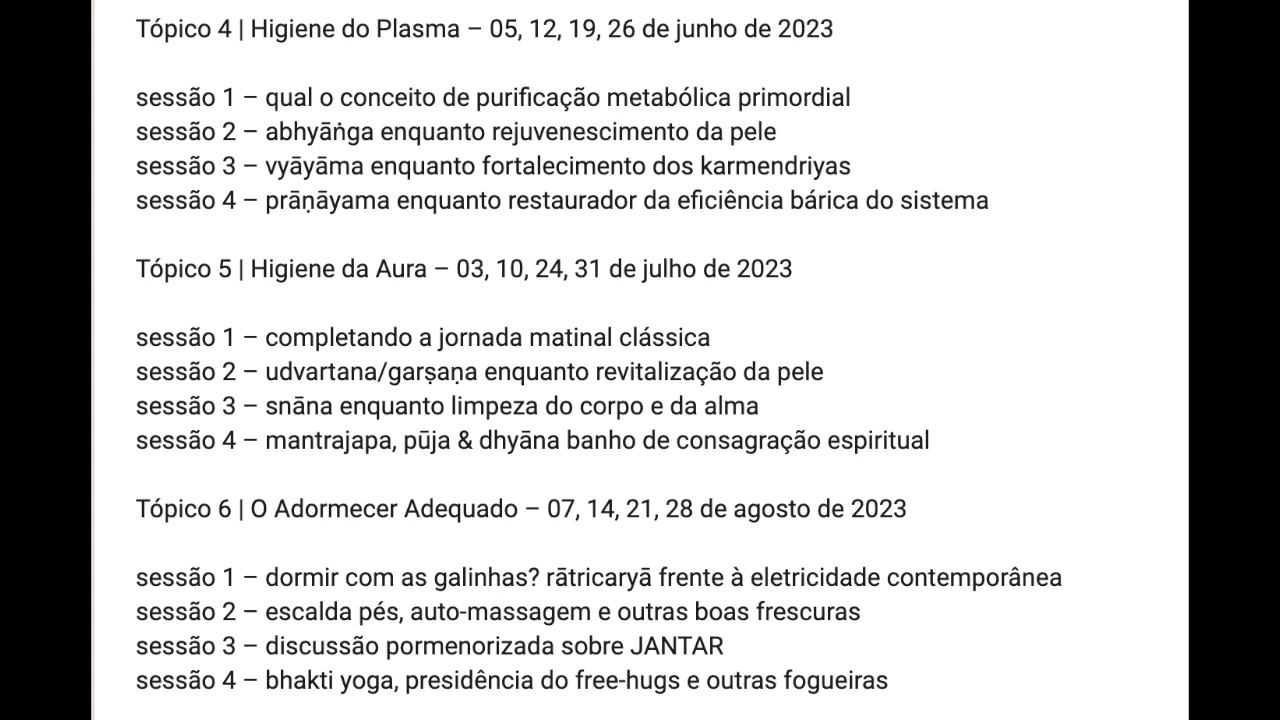 Tópico 4 | Higiene do Plasma – 05, 12, 19, 26 de junho de 2023
sessão 1 – qual o conceito de purificação metabólica primordial
sessão 2 – abhyāṅga enquanto rejuvenescimento da pele
sessão 3 – vyāyāma enquanto fortalecimento dos karmendriyas
sessão 4 – prāṇāyama enquanto restaurador da eficiência bárica do sistema
Tópico 5 | Higiene da Aura – 03, 10, 24, 31 de julho de 2023
sessão 1 – completando a jornada matinal clássica
sessão 2 – udvartana/garṣaṇa enquanto revitalização da pele
sessão 3 – snāna enquanto limpeza do corpo e da alma
sessão 4 – mantrajapa, pūja & dhyāna banho de consagração espiritual
Tópico 6 | O Adormecer Adequado – 07, 14, 21, 28 de agosto de 2023
sessão 1 – dormir com as galinhas? rātricaryā frente à eletricidade contemporânea
sessão 2 – escalda pés, auto-massagem e outras boas frescuras
sessão 3 – discussão pormenorizada sobre JANTAR
sessão 4 – bhakti yoga, presidência do free-hugs e outras fogueiras